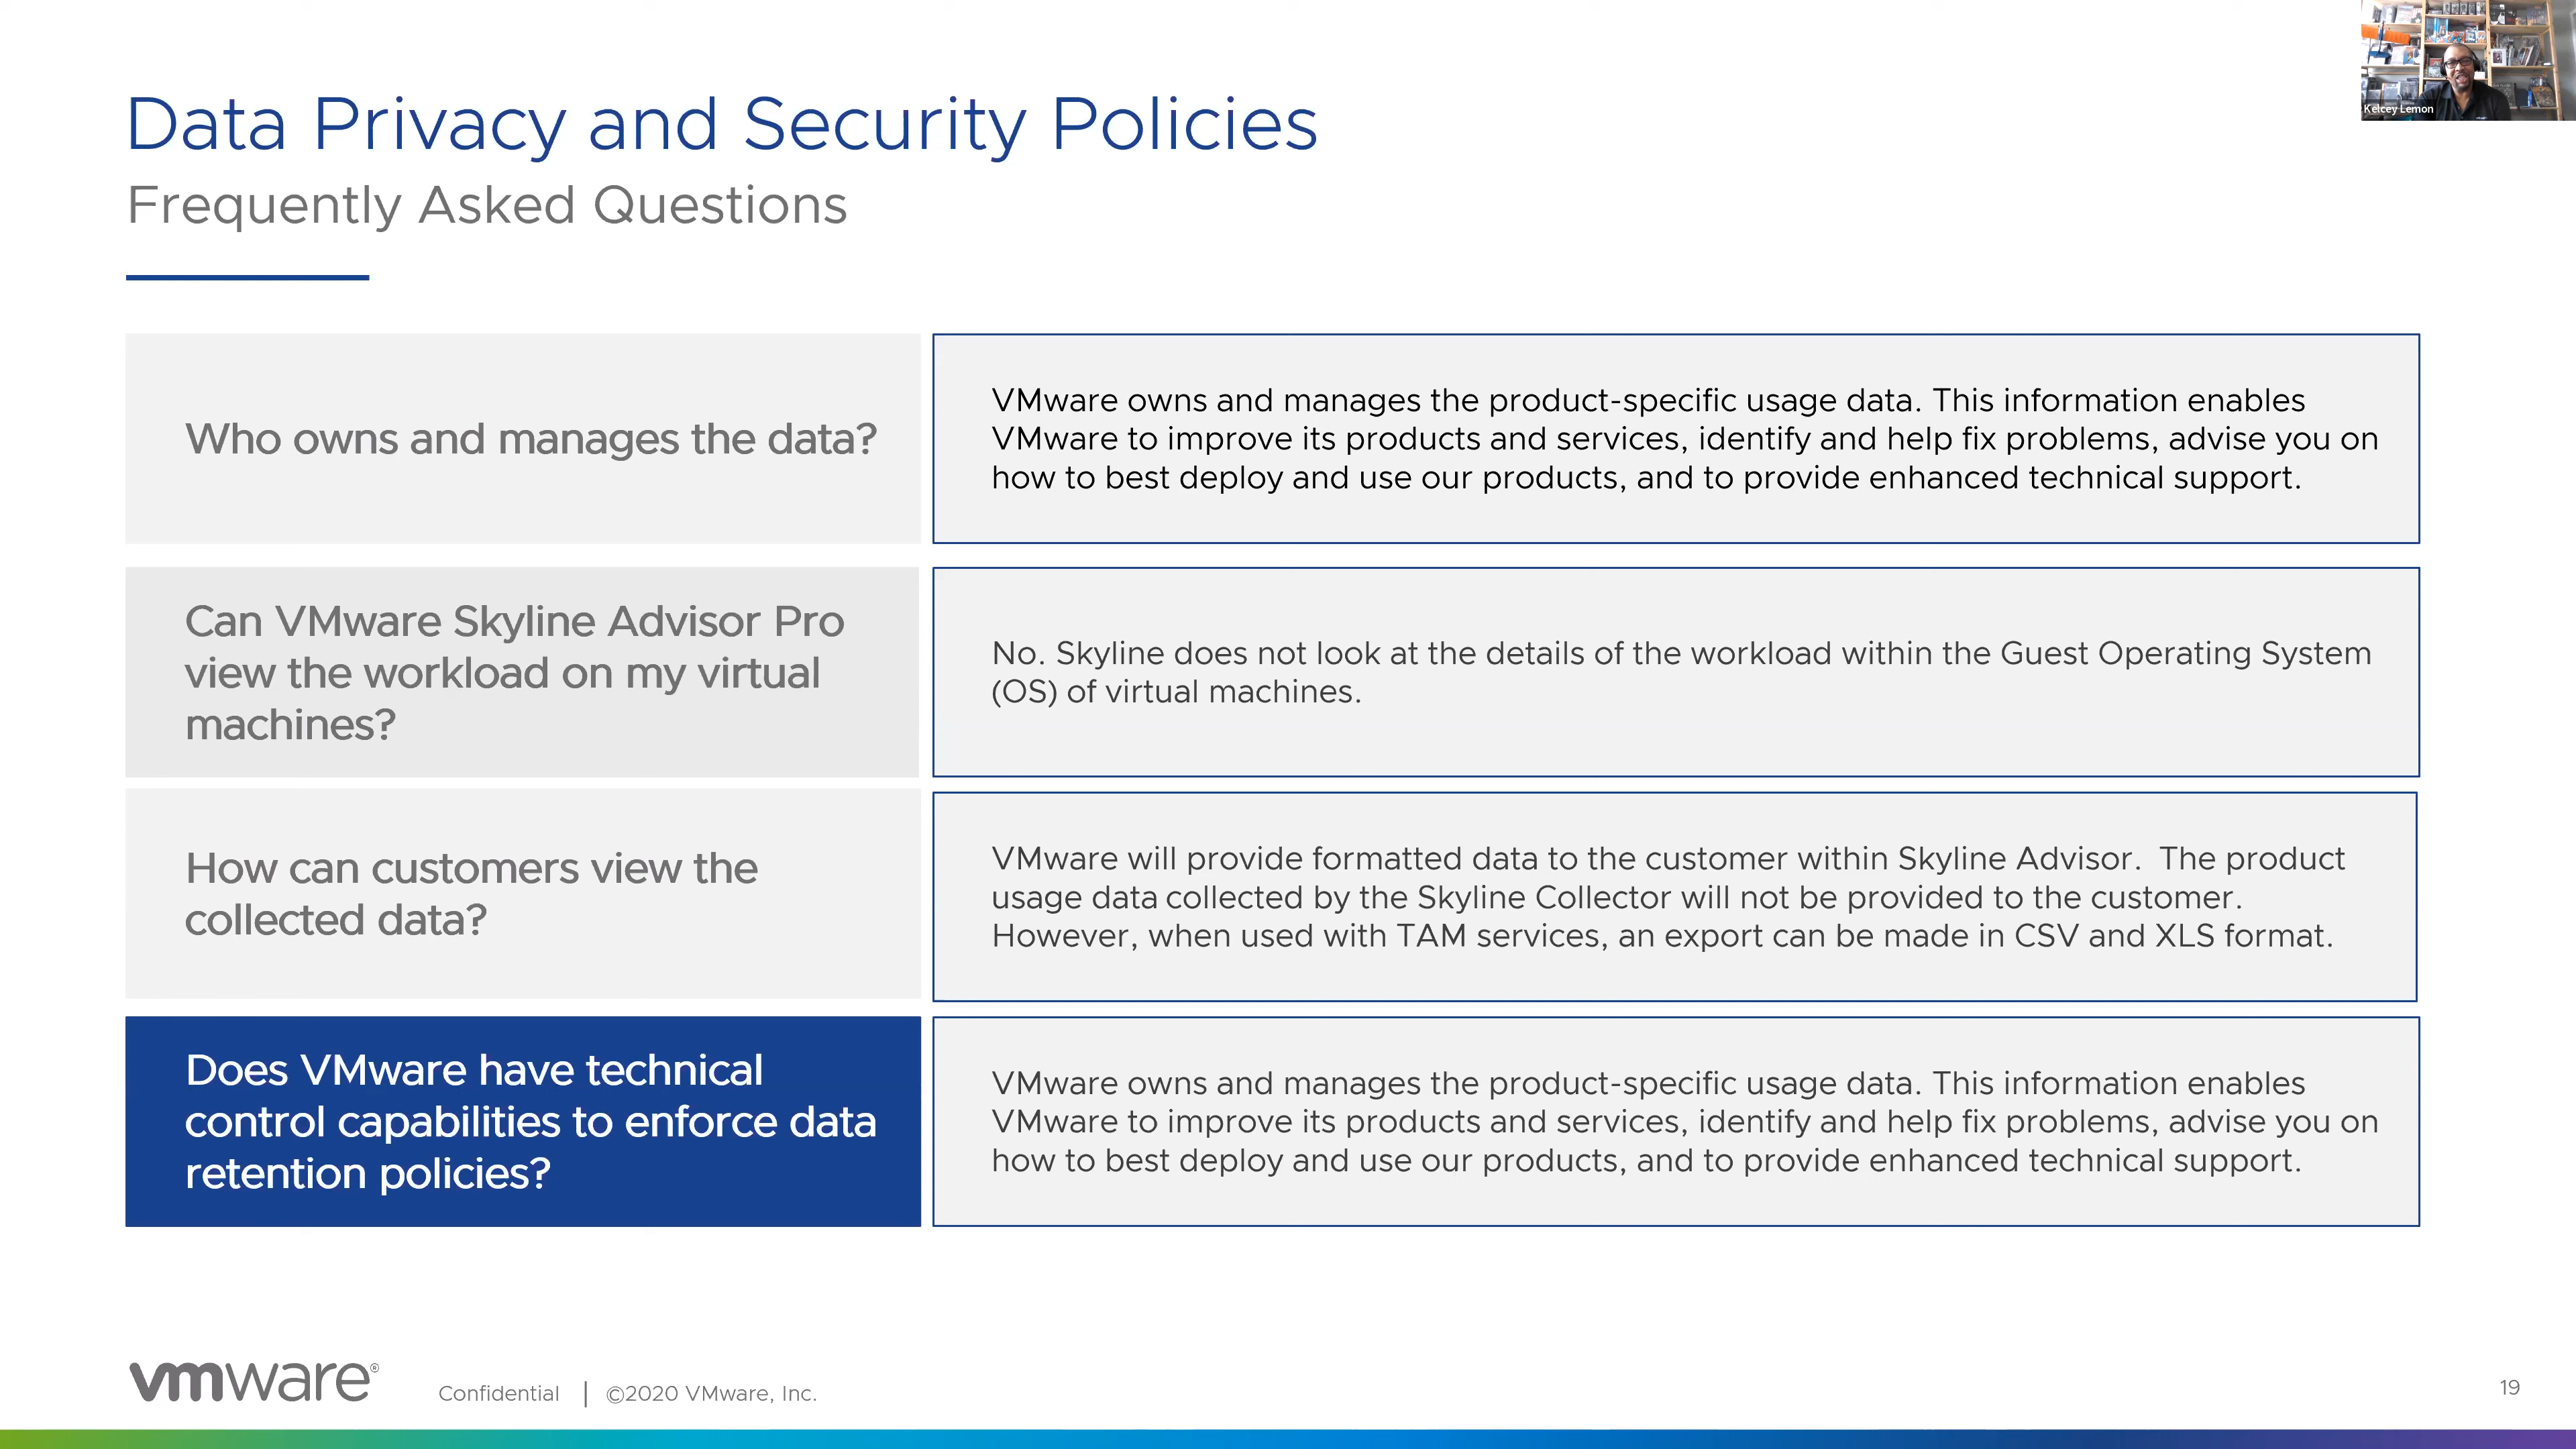 Kelcey Lemon
Data Privacy and Security Policies
Frequently Asked Questions
Who owns and manages the data?
VMware owns and manages the product-specific usage data. This information enables
VMware to improve its products and services, identify and help fix problems, advise you on
how to best deploy and use our products, and to provide enhanced technical support.
Can VMware Skyline Advisor Pro
view the workload on my virtual
machines?
No. Skyline does not look at the details of the workload within the Guest Operating System
(OS) of virtual machines.
How can customers view the
collected data?
VMware will provide formatted data to the customer within Skyline Advisor.  The product
usage data collected by the Skyline Collector will not be provided to the customer.
However, when used with TAM services, an export can be made in CSV and XLS format.
Does VMware have technical
control capabilities to enforce data
retention policies?
VMware owns and manages the product-specific usage data. This information enables
VMware to improve its products and services, identify and help fix problems, advise you on
how to best deploy and use our products, and to provide enhanced technical support.
vmware®
Confidential | ©2020 VMware, Inc.
19